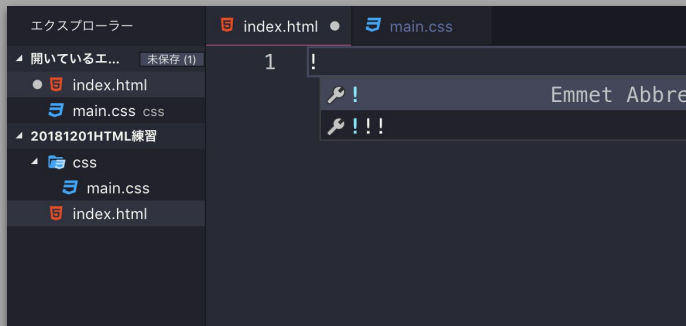 エクスプローラー
開いているエ... 未保存 (1)
index.html
main.css css
20181201HTML練習
css
main.css
index.html
index.html main.css
1 !
! Emmet Abbre
!!!